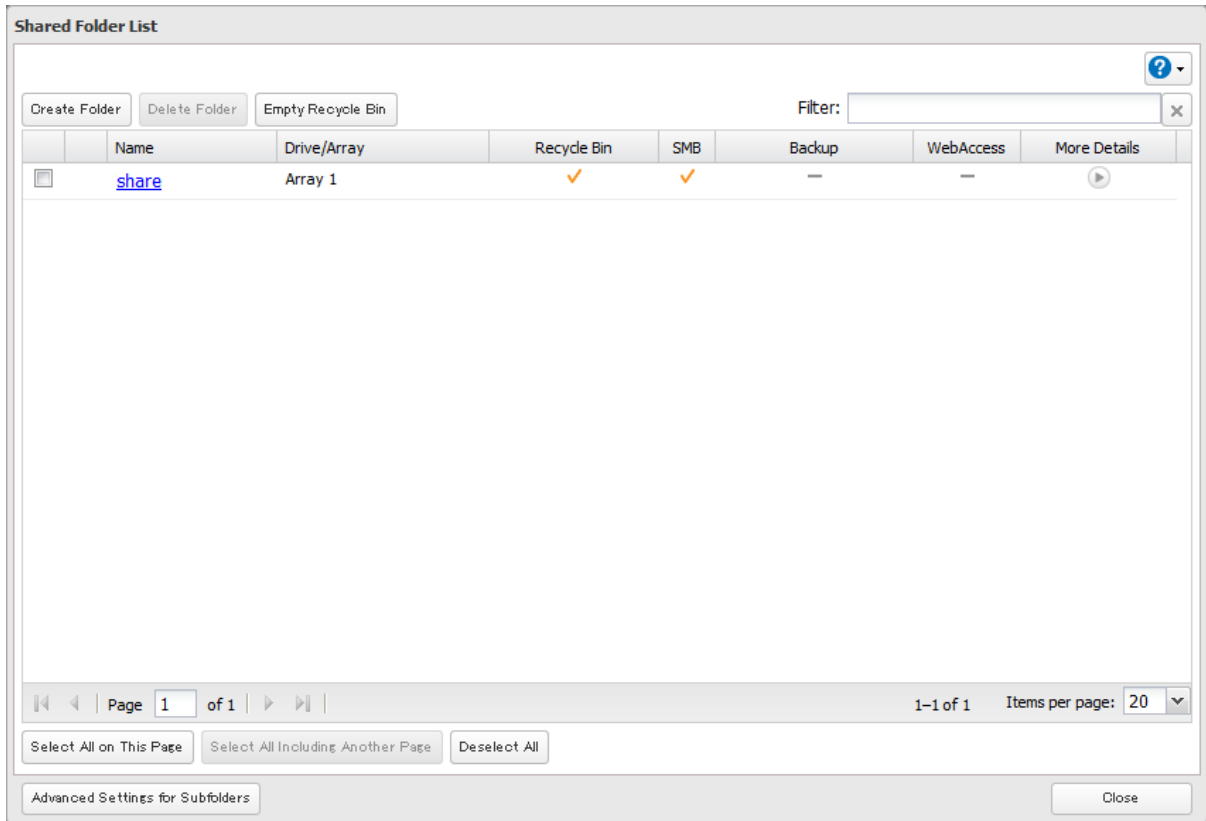 Shared Folder List
?
Create Folder Delete Folder Empty Recycle Bin Filter:
Name Drive/Array Recycle Bin SMB Backup WebAccess More Details
share Array 1
Page 1 of 1 1–1 of 1 Items per page: 20
Select All on This Page Select All Including Another Page Deselect All
Advanced Settings for Subfolders Close